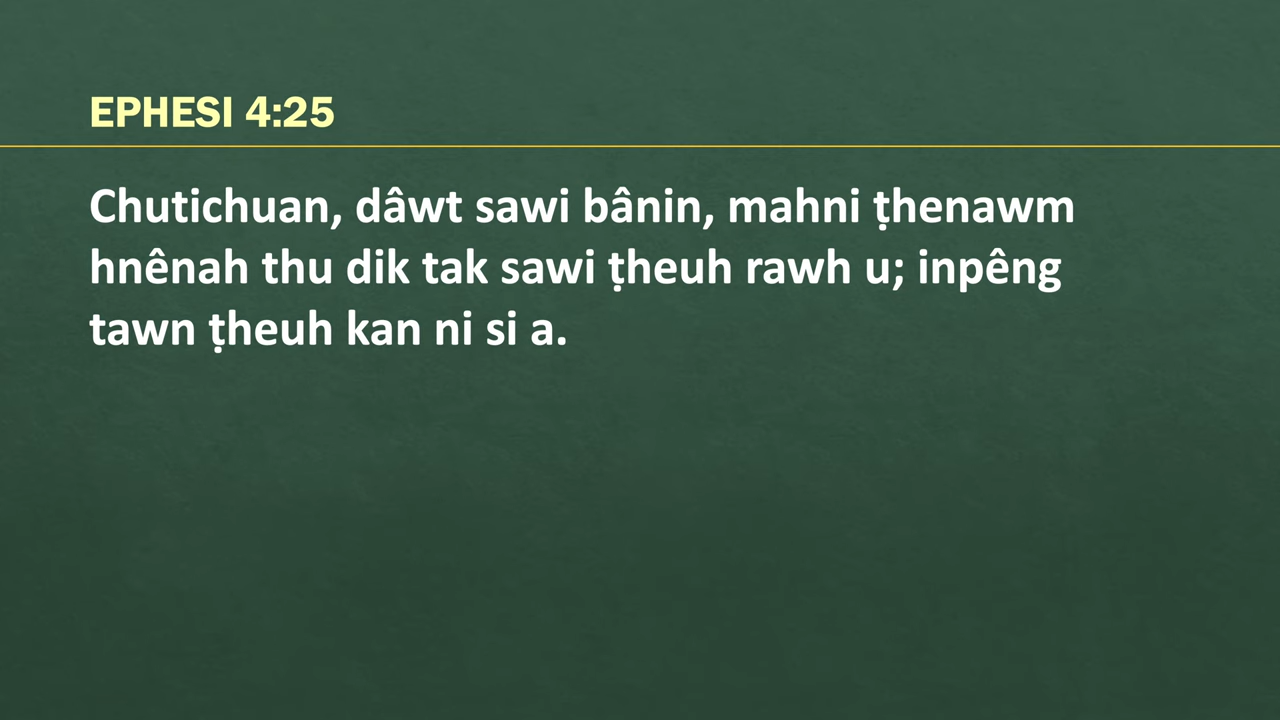 EPHESI 4:25
Chutichuan, dâwt sawi bânin, mahni ṭhenawm
hnênah thu dik tak sawi ṭheuh rawh u; inpêng
tawn ṭheuh kan ni si a.